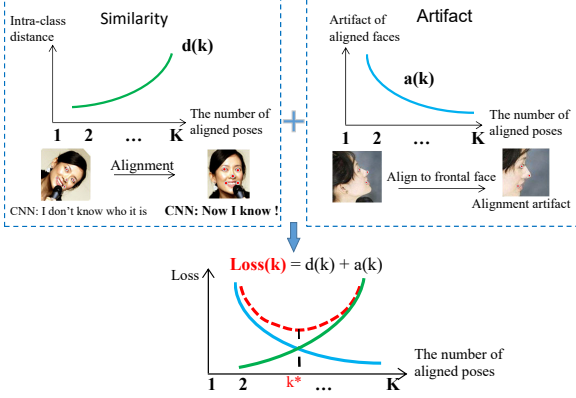 Similarity
Intra-class
distance
d(k)
The number of
aligned poses
1 2 ... K
Alignment
CNN: I don't know who it is
CNN: Now I know !
+
Artifact
Artifact of
aligned faces
a(k)
The number of
aligned poses
1 2 ... K
Align to frontal face
Alignment artifact
Loss(k) = d(k) + a(k)
Loss
The number of
aligned poses
1 2 k* ... K